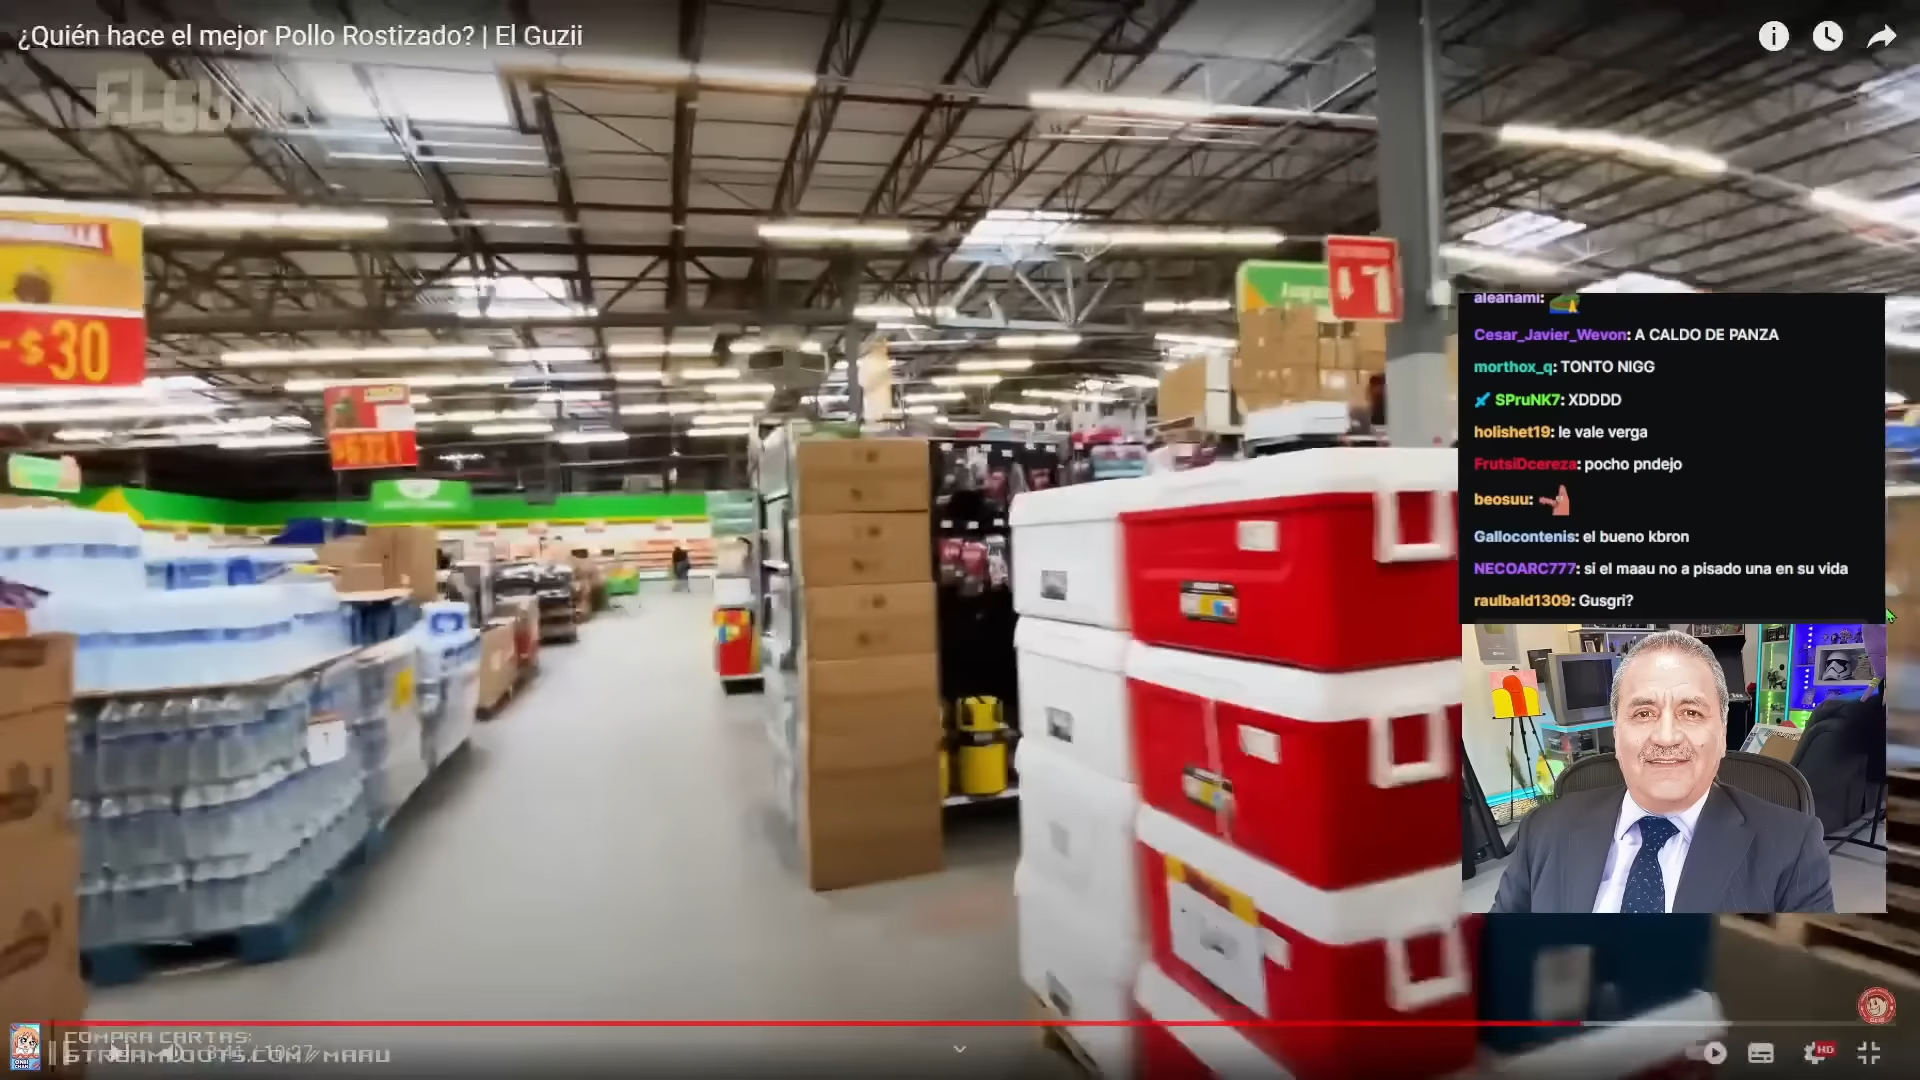 ¿Quién hace el mejor Pollo Rostizado? | El Guzii
$30
aleanami:
Cesar_Javier_Wevon: A CALDO DE PANZA
morthox_q: TONTO NIGG
SPruNK7: XDDDD
holishet19: le vale verga
FrutsiDcereza: pocho pndejo
beosuu:
Gallocontenis: el bueno kbron
NECOARC777: si el maau no a pisado una en su vida
raulbald1309: Gusgri?
COMPRA CARTAS:
STREAMLOOTS.COM/MAAU
HD